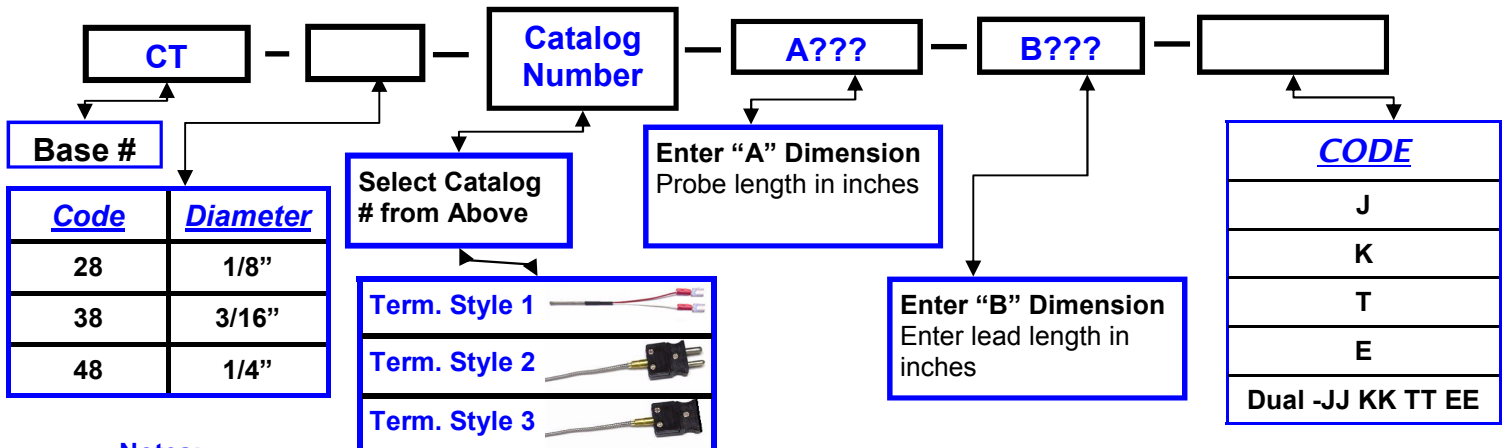 CT
Catalog
Number
A???
B???
Base #
Code Diameter
28 1/8”
38 3/16”
48 1/4”
Select Catalog
# from Above
Term. Style 1
Term. Style 2
Term. Style 3
Enter “A” Dimension
Probe length in inches
Enter “B” Dimension
Enter lead length in
inches
CODE
J
K
T
E
Dual -JJ KK TT EE